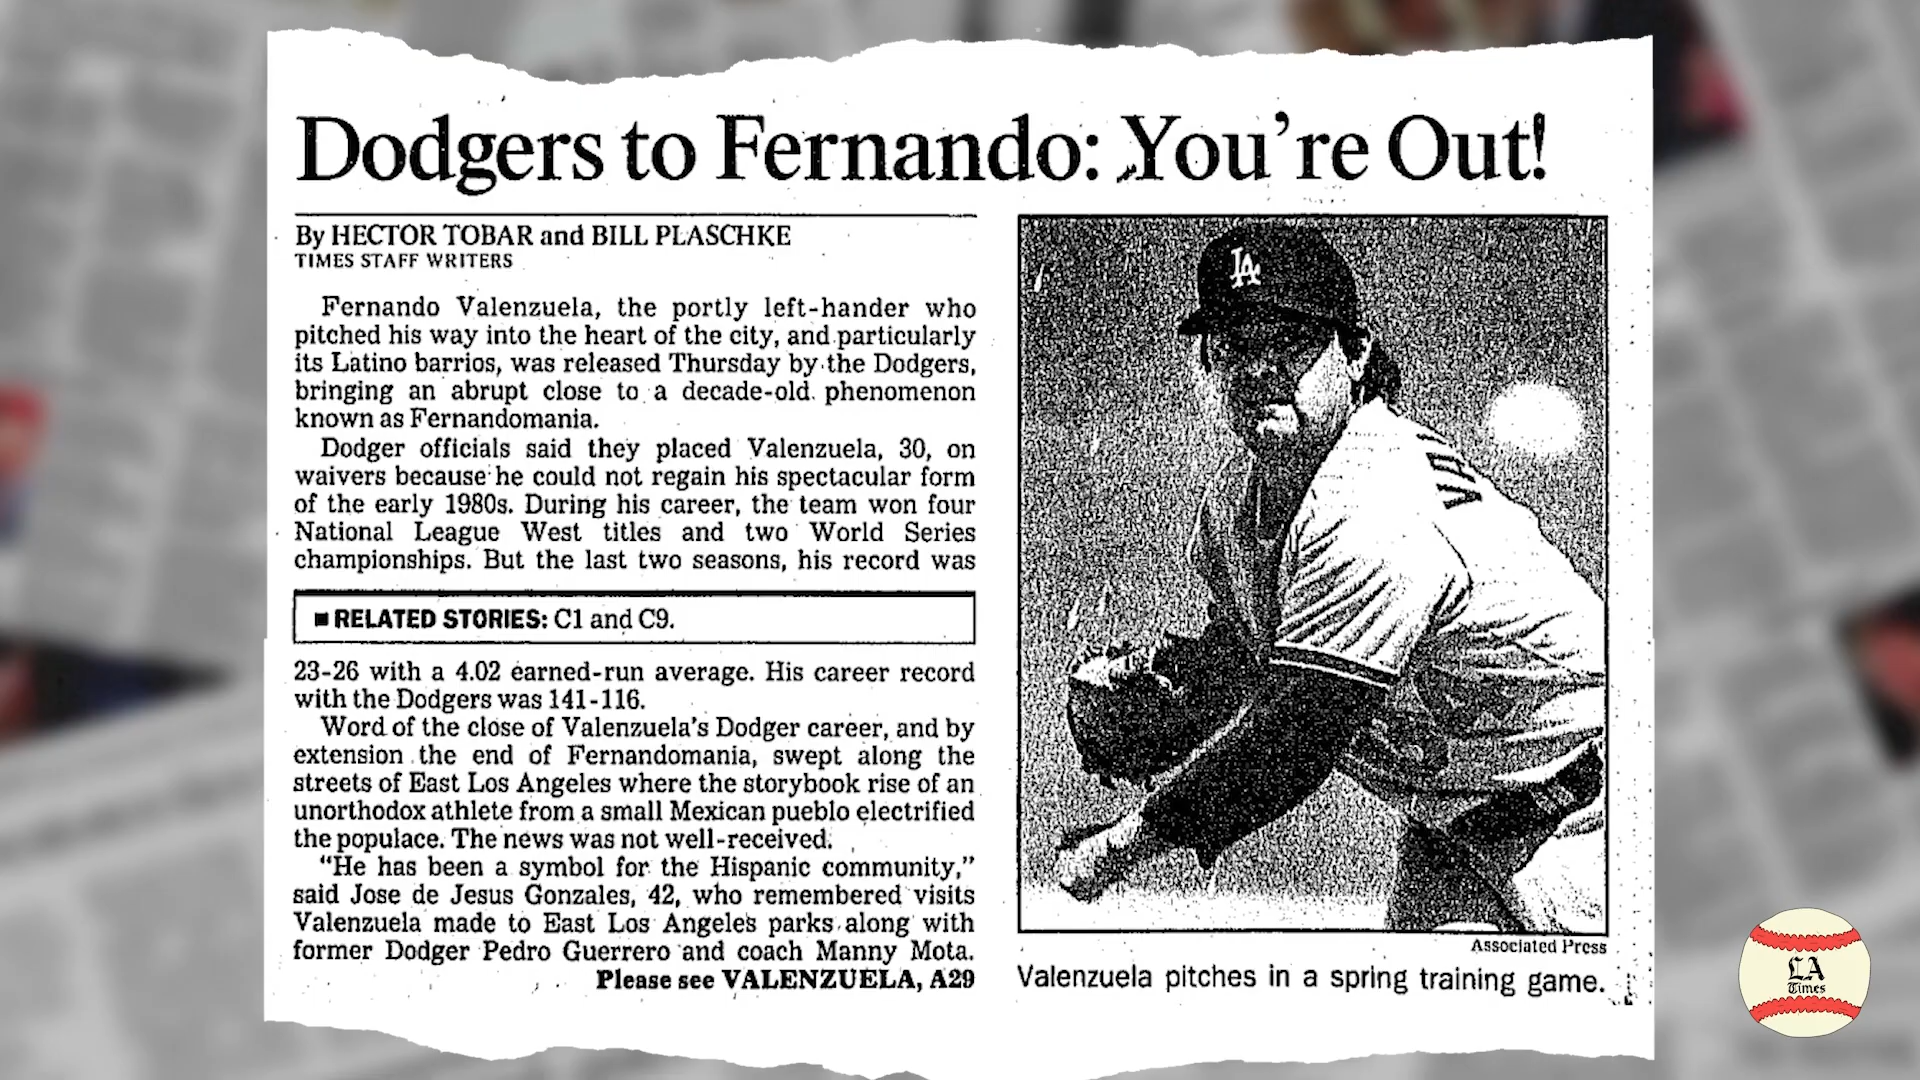 Dodgers to Fernando: You're Out!
By HECTOR TOBAR and BILL PLASCHKE
TIMES STAFF WRITERS
Fernando Valenzuela, the portly left-hander who
pitched his way into the heart of the city, and particularly
its Latino barrios, was released Thursday by the Dodgers,
bringing an abrupt close to a decade-old phenomenon
known as Fernandomania.
Dodger officials said they placed Valenzuela, 30, on
waivers because he could not regain his spectacular form
of the early 1980s. During his career, the team won four
National League West titles and two World Series
championships. But the last two seasons, his record was
■ RELATED STORIES: C1 and C9.
23-26 with a 4.02 earned-run average. His career record
with the Dodgers was 141-116.
Word of the close of Valenzuela's Dodger career, and by
extension the end of Fernandomania, swept along the
streets of East Los Angeles where the storybook rise of an
unorthodox athlete from a small Mexican pueblo electrified
the populace. The news was not well-received.
"He has been a symbol for the Hispanic community,"
said Jose de Jesus Gonzales, 42, who remembered visits
Valenzuela made to East Los Angeles parks along with
former Dodger Pedro Guerrero and coach Manny Mota.
Please see VALENZUELA, A29
LA
VA
Associated Press
Valenzuela pitches in a spring training game.
LA
Times